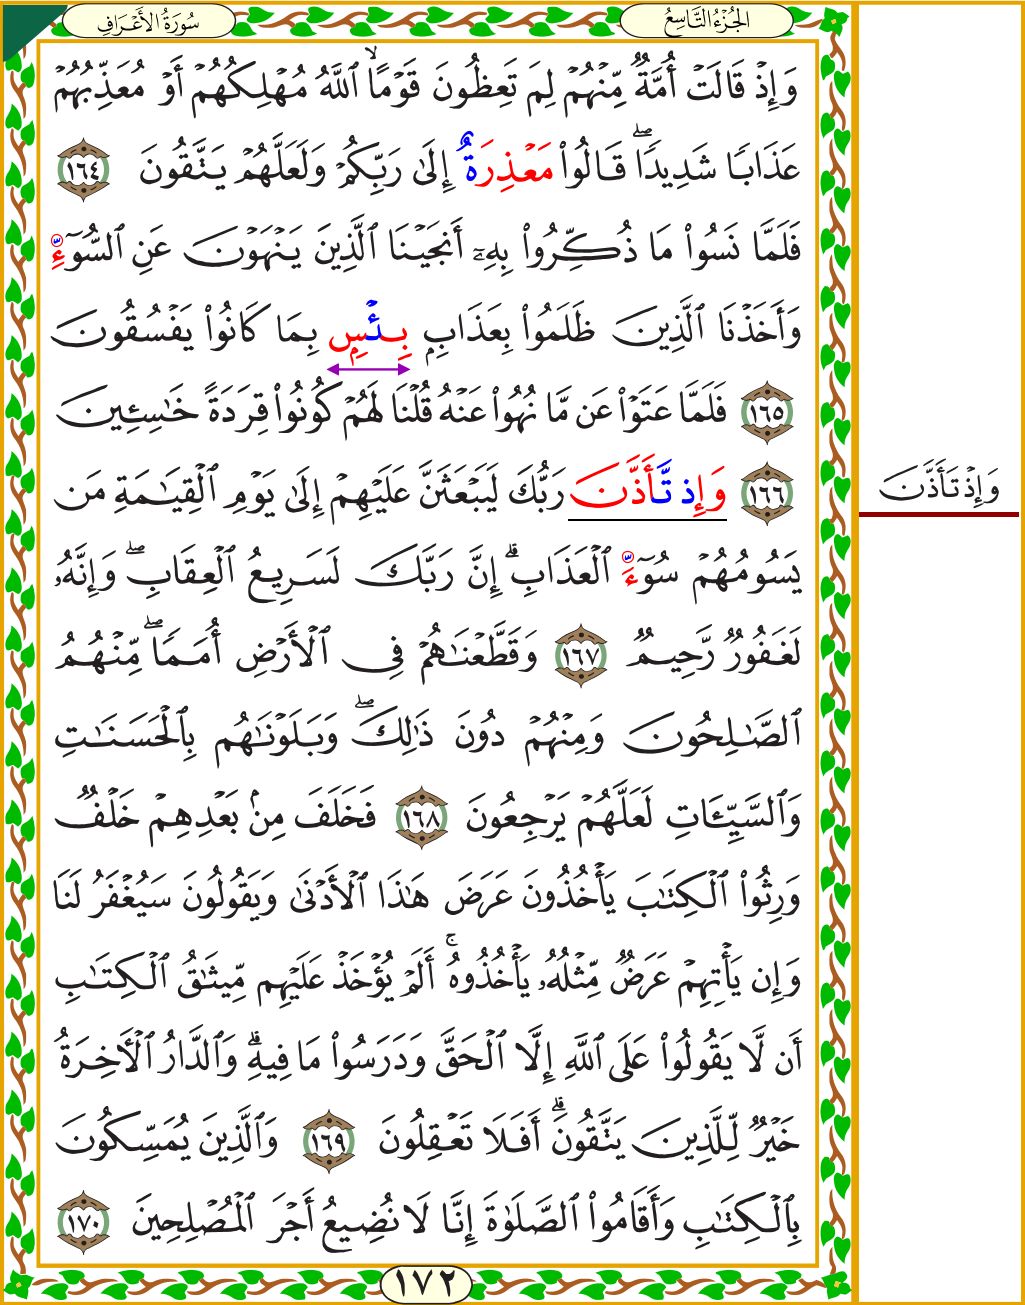 سُورَةُ الأَعْرَافِ
الجُزْءُ التَّاسِعُ
وَإِذۡ قَالَتۡ أُمَّةٞ مِّنۡهُمۡ لِمَ تَعِظُونَ قَوۡمًا ۙ ٱللَّهُ مُهۡلِكُهُمۡ أَوۡ مُعَذِّبُهُمۡ
عَذَابٗا شَدِيدٗا ۖ قَالُواْ مَعۡذِرَةٌ إِلَىٰ رَبِّكُمۡ وَلَعَلَّهُمۡ يَتَّقُونَ ١٦٤
فَلَمَّا نَسُواْ مَا ذُكِّرُواْ بِهِۦٓ أَنجَيۡنَا ٱلَّذِينَ يَنۡهَوۡنَ عَنِ ٱلسُّوٓءِ
وَأَخَذۡنَا ٱلَّذِينَ ظَلَمُواْ بِعَذَابِۭ بِئۡسِۭ بِمَا كَانُواْ يَفۡسُقُونَ
١٦٥ فَلَمَّا عَتَوۡاْ عَن مَّا نُهُواْ عَنۡهُ قُلۡنَا لَهُمۡ كُونُواْ قِرَدَةً خَٰسِـِٔينَ
١٦٦ وَإِذ تَّأَذَّنَ رَبُّكَ لَيَبۡعَثَنَّ عَلَيۡهِمۡ إِلَىٰ يَوۡمِ ٱلۡقِيَٰمَةِ مَن
وَإِذۡ تَأَذَّنَ
يَسُومُهُمۡ سُوٓءَ ٱلۡعَذَابِ ۗ إِنَّ رَبَّكَ لَسَرِيعُ ٱلۡعِقَابِ ۖ وَإِنَّهُۥ
لَغَفُورٞ رَّحِيمٞ ١٦٧ وَقَطَّعۡنَٰهُمۡ فِي ٱلۡأَرۡضِ أُمَمٗا ۖ مِّنۡهُمُ
ٱلصَّٰلِحُونَ وَمِنۡهُمۡ دُونَ ذَٰلِكَ ۖ وَبَلَوۡنَٰهُم بِٱلۡحَسَنَٰتِ
وَٱلسَّيِّـَٔاتِ لَعَلَّهُمۡ يَرۡجِعُونَ ١٦٨ فَخَلَفَ مِنۢ بَعۡدِهِمۡ خَلۡفٞ
وَرِثُواْ ٱلۡكِتَٰبَ يَأۡخُذُونَ عَرَضَ هَٰذَا ٱلۡأَدۡنَىٰ وَيَقُولُونَ سَيُغۡفَرُ لَنَا
وَإِن يَأۡتِهِمۡ عَرَضٞ مِّثۡلُهُۥ يَأۡخُذُوهُ ۚ أَلَمۡ يُؤۡخَذۡ عَلَيۡهِم مِّيثَٰقُ ٱلۡكِتَٰبِ
أَن لَّا يَقُولُواْ عَلَى ٱللَّهِ إِلَّا ٱلۡحَقَّ وَدَرَسُواْ مَا فِيهِ ۗ وَٱلدَّارُ ٱلۡأٓخِرَةُ
خَيۡرٞ لِّلَّذِينَ يَتَّقُونَ ۗ أَفَلَا تَعۡقِلُونَ ١٦٩ وَٱلَّذِينَ يُمَسِّكُونَ
بِٱلۡكِتَٰبِ وَأَقَامُواْ ٱلصَّلَوٰةَ إِنَّا لَا نُضِيعُ أَجۡرَ ٱلۡمُصۡلِحِينَ ١٧٠
١٧٢